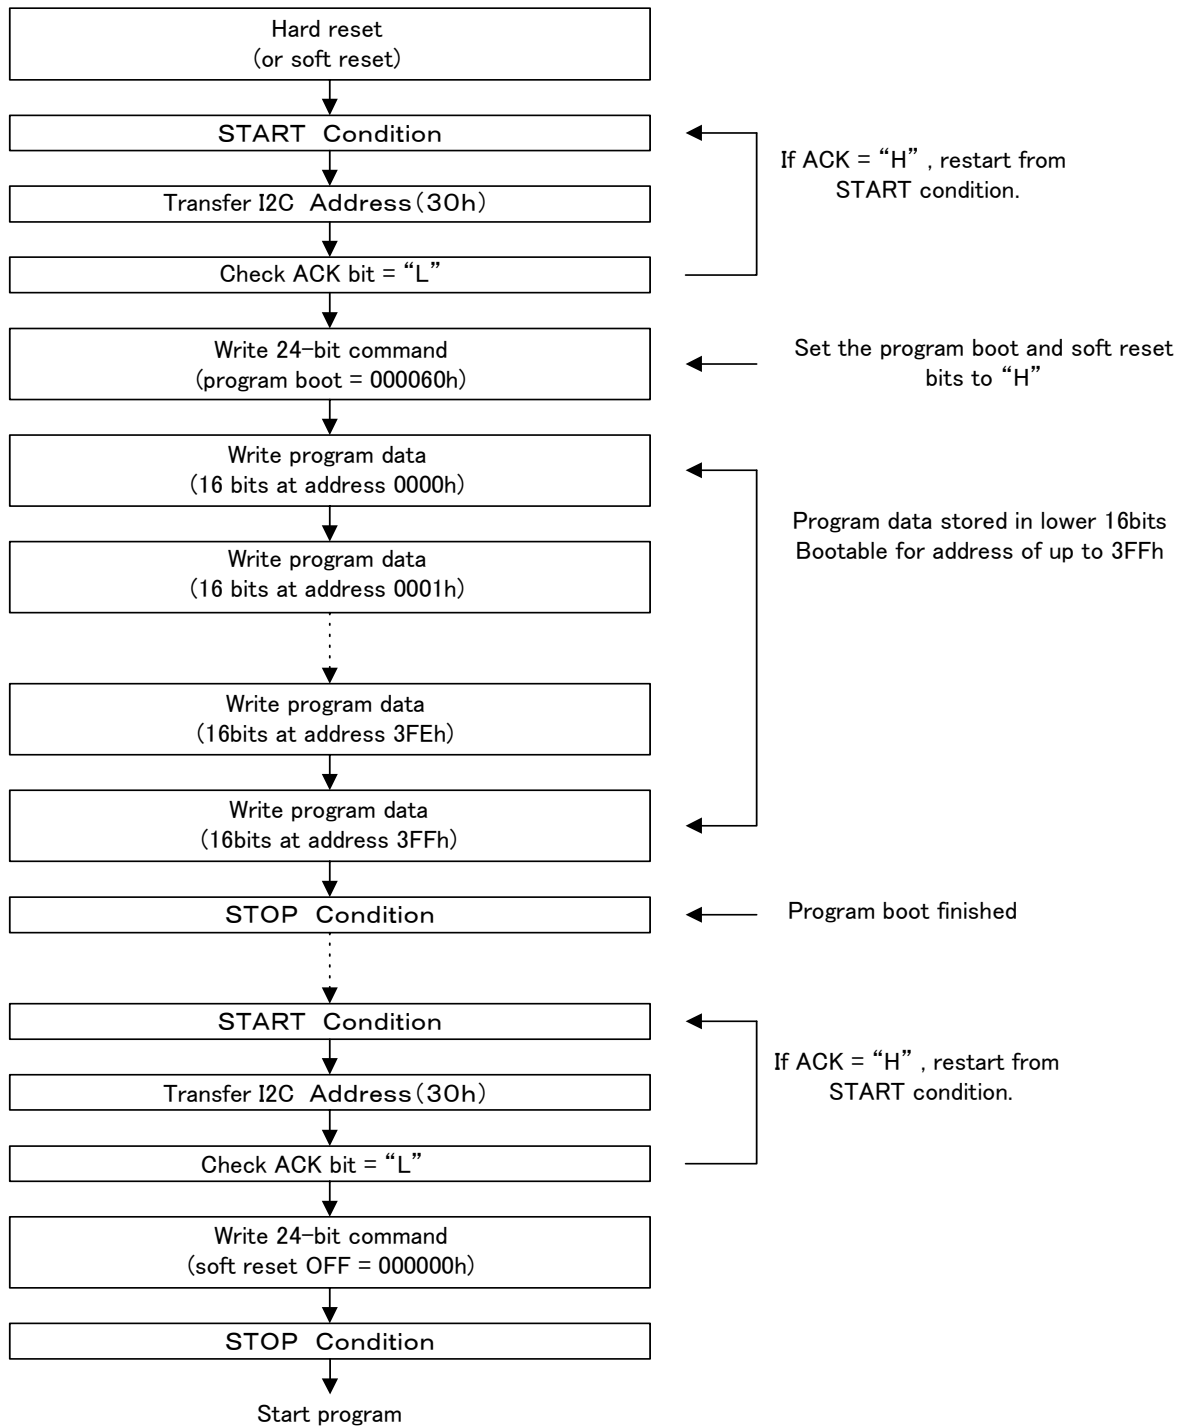 Hard reset
(or soft reset)
START Condition
If ACK = “H” , restart from
START condition.
Transfer I2C Address(30h)
Check ACK bit = “L”
Write 24-bit command
(program boot = 000060h)
Set the program boot and soft reset
bits to “H”
Write program data
(16 bits at address 0000h)
Program data stored in lower 16bits
Bootable for address of up to 3FFh
Write program data
(16 bits at address 0001h)
Write program data
(16bits at address 3FEh)
Write program data
(16bits at address 3FFh)
STOP Condition
Program boot finished
START Condition
If ACK = “H” , restart from
START condition.
Transfer I2C Address(30h)
Check ACK bit = “L”
Write 24-bit command
(soft reset OFF = 000000h)
STOP Condition
Start program